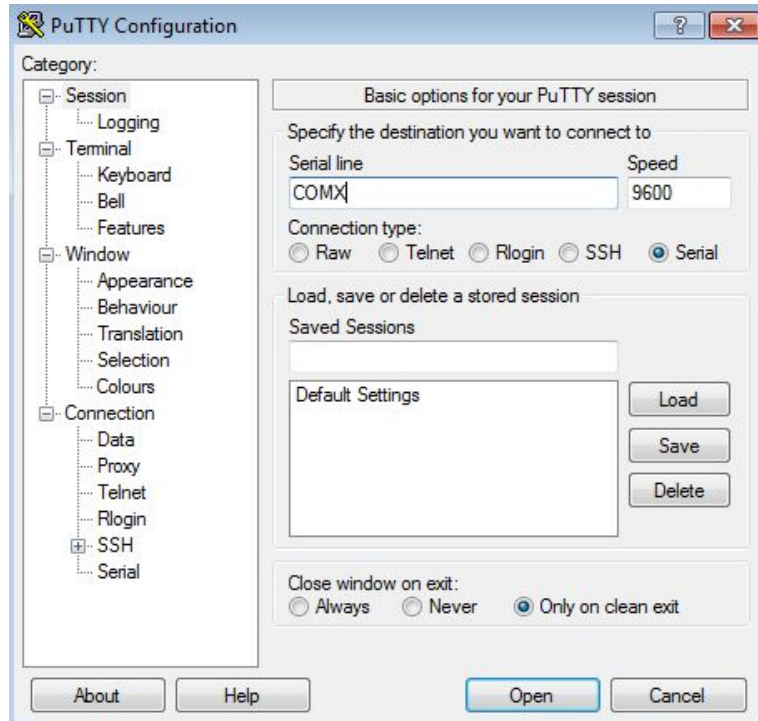 PuTTY Configuration
Category:
Session
Logging
Terminal
Keyboard
Bell
Features
Window
Appearance
Behaviour
Translation
Selection
Colours
Connection
Data
Proxy
Telnet
Rlogin
SSH
Serial
Basic options for your PuTTY session
Specify the destination you want to connect to
Serial line Speed
COMX 9600
Connection type:
Raw Telnet Rlogin SSH Serial
Load, save or delete a stored session
Saved Sessions
Default Settings
Load
Save
Delete
Close window on exit:
Always Never Only on clean exit
About Help Open Cancel